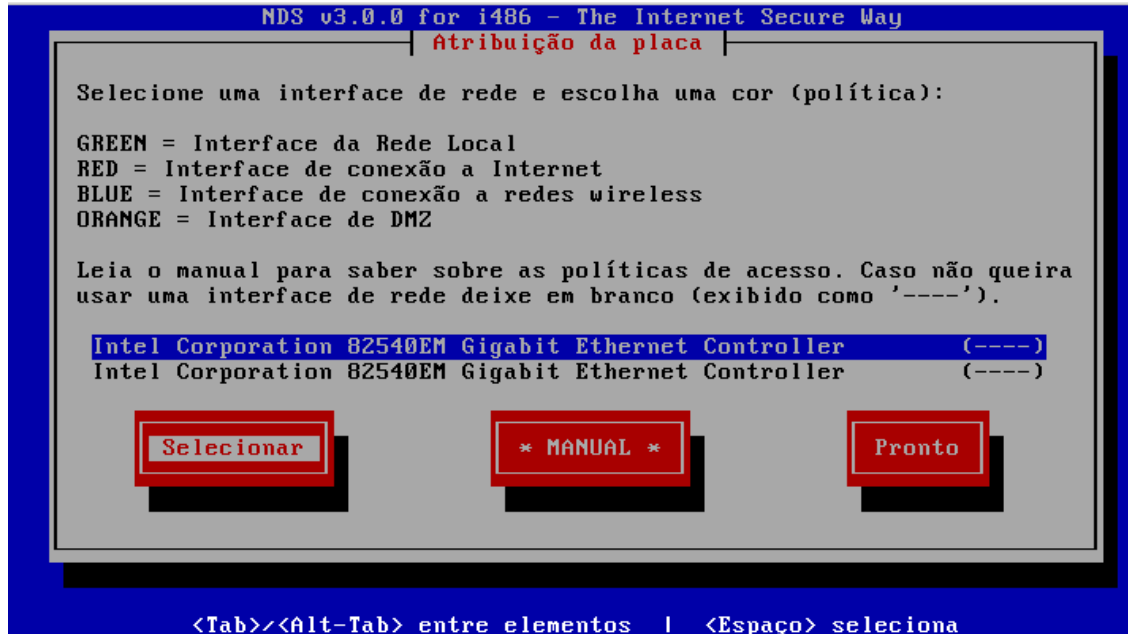 NDS v3.0.0 for i486 - The Internet Secure Way
Atribuição da placa
Selecione uma interface de rede e escolha uma cor (política):
GREEN = Interface da Rede Local
RED = Interface de conexão a Internet
BLUE = Interface de conexão a redes wireless
ORANGE = Interface de DMZ
Leia o manual para saber sobre as políticas de acesso. Caso não queira
usar uma interface de rede deixe em branco (exibido como '----').
Intel Corporation 82540EM Gigabit Ethernet Controller (----)
Intel Corporation 82540EM Gigabit Ethernet Controller (----)
Selecionar * MANUAL * Pronto
<Tab>/<Alt-Tab> entre elementos | <Espaço> seleciona